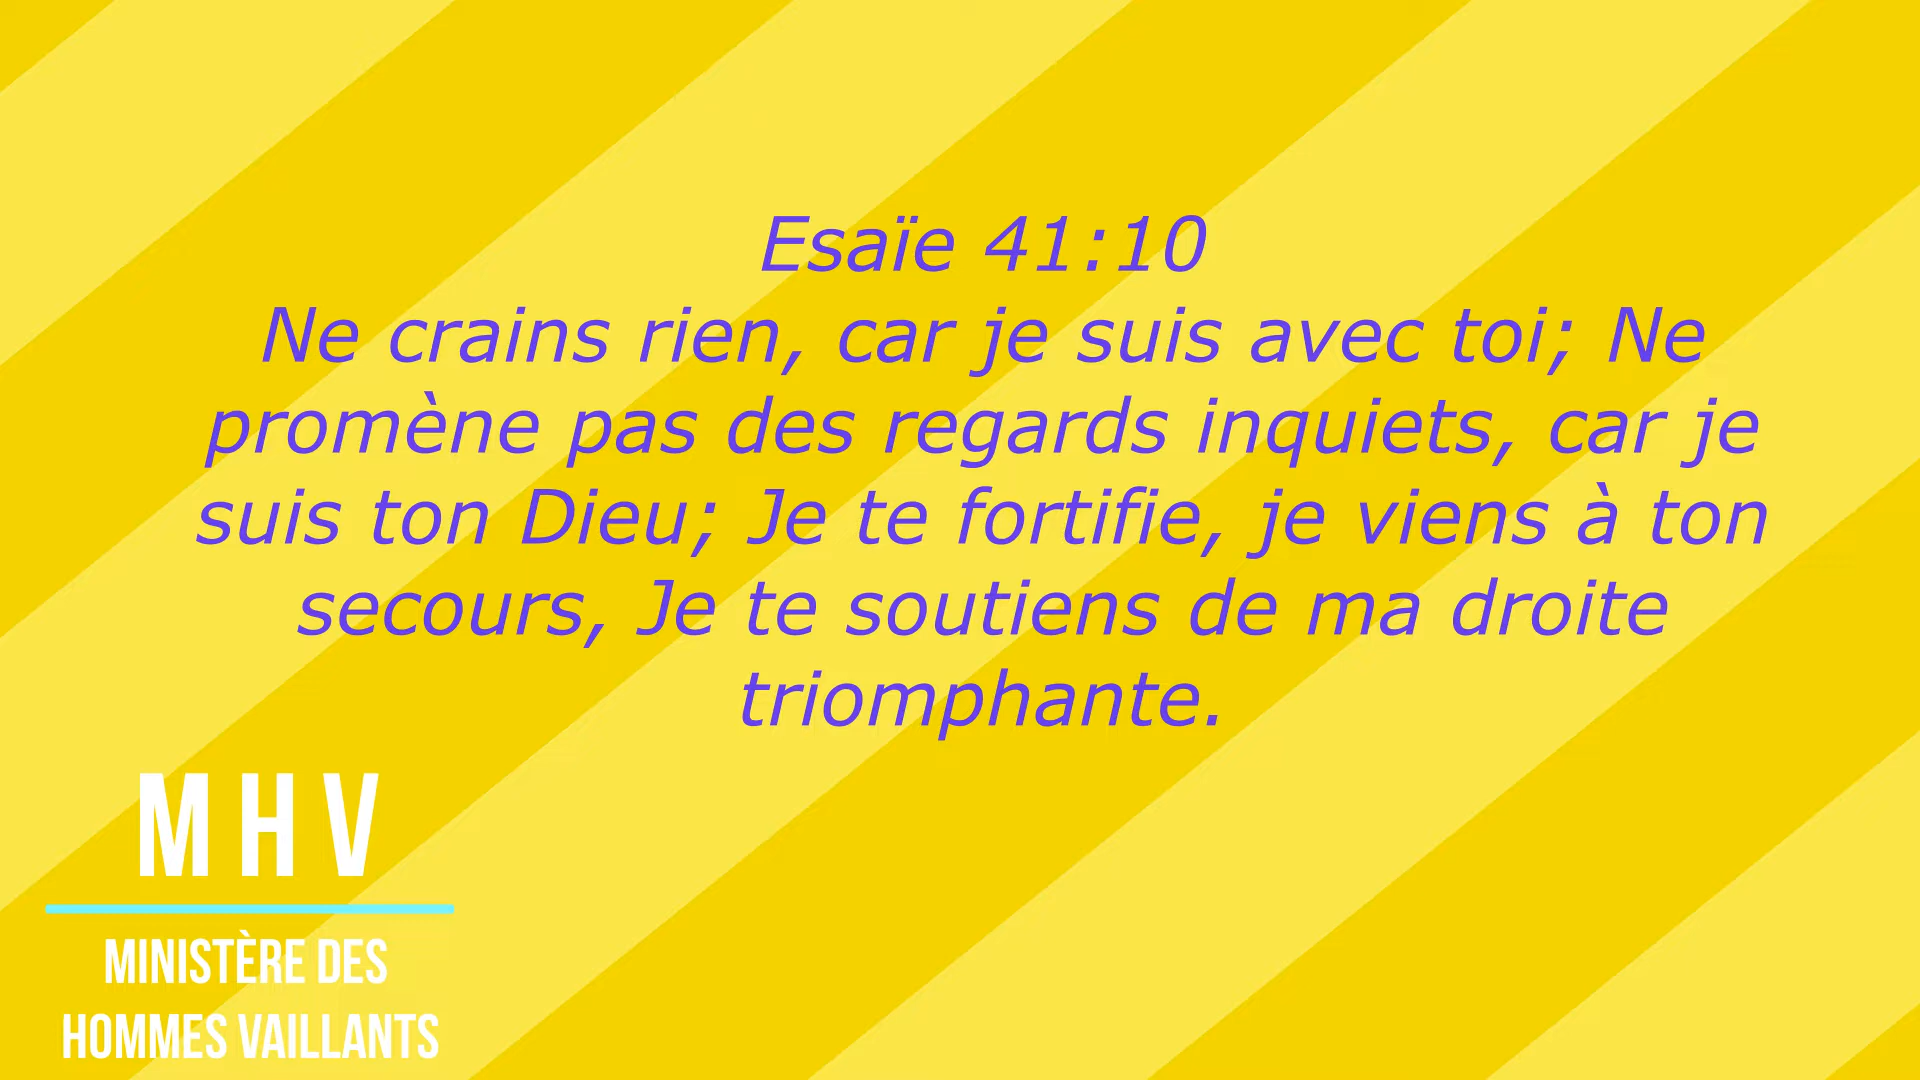 Esaïe 41:10
Ne crains rien, car je suis avec toi; Ne
promène pas des regards inquiets, car je
suis ton Dieu; Je te fortifie, je viens à ton
secours, Je te soutiens de ma droite
triomphante.
M H V
MINISTÈRE DES
HOMMES VAILLANTS